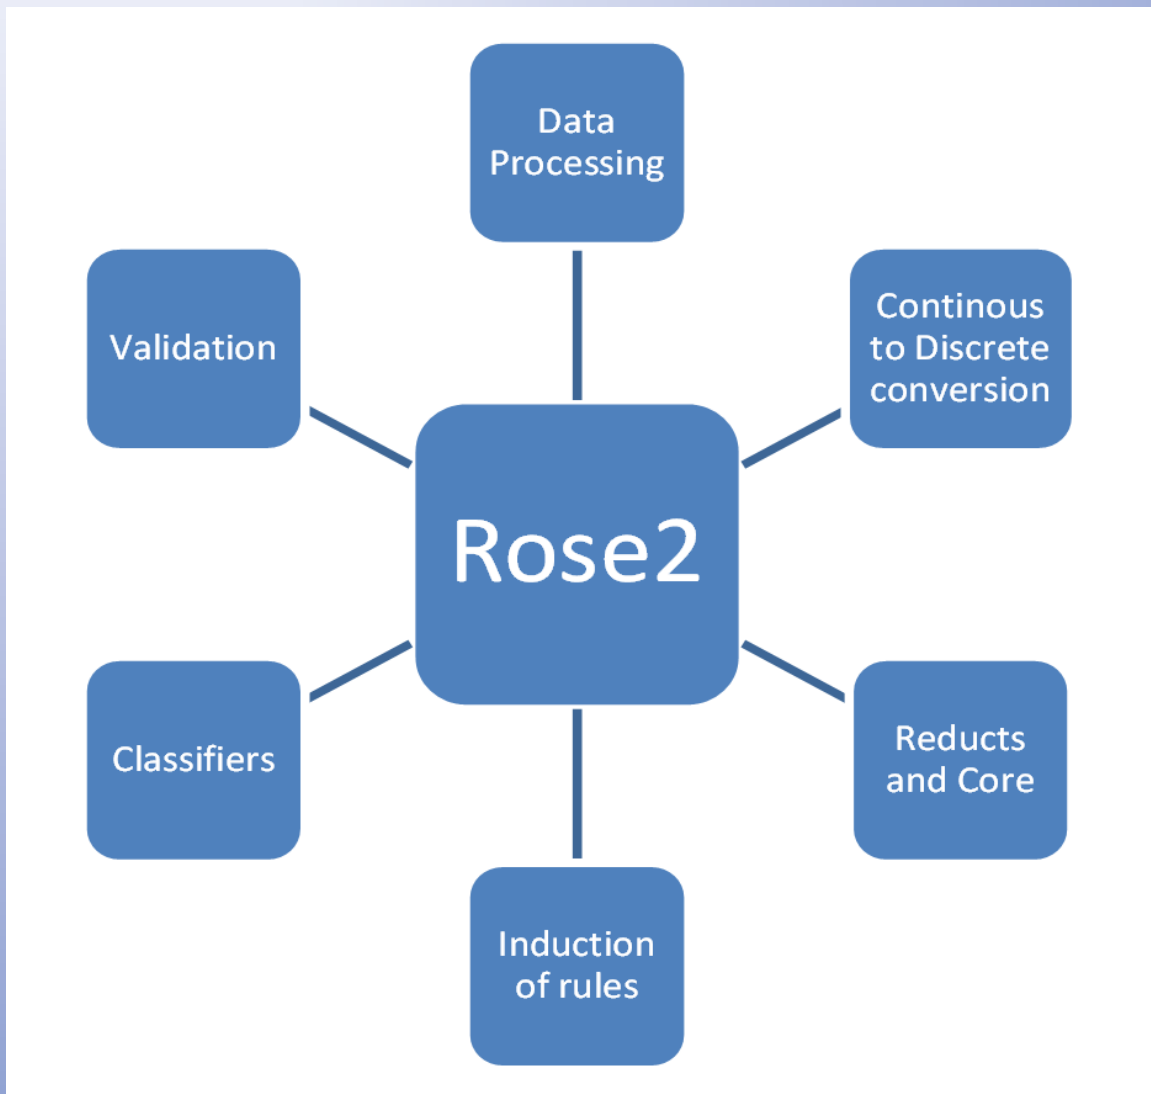 Data
Processing
Validation
Continous
to Discrete
conversion
Rose2
Classifiers
Reducts
and Core
Induction
of rules